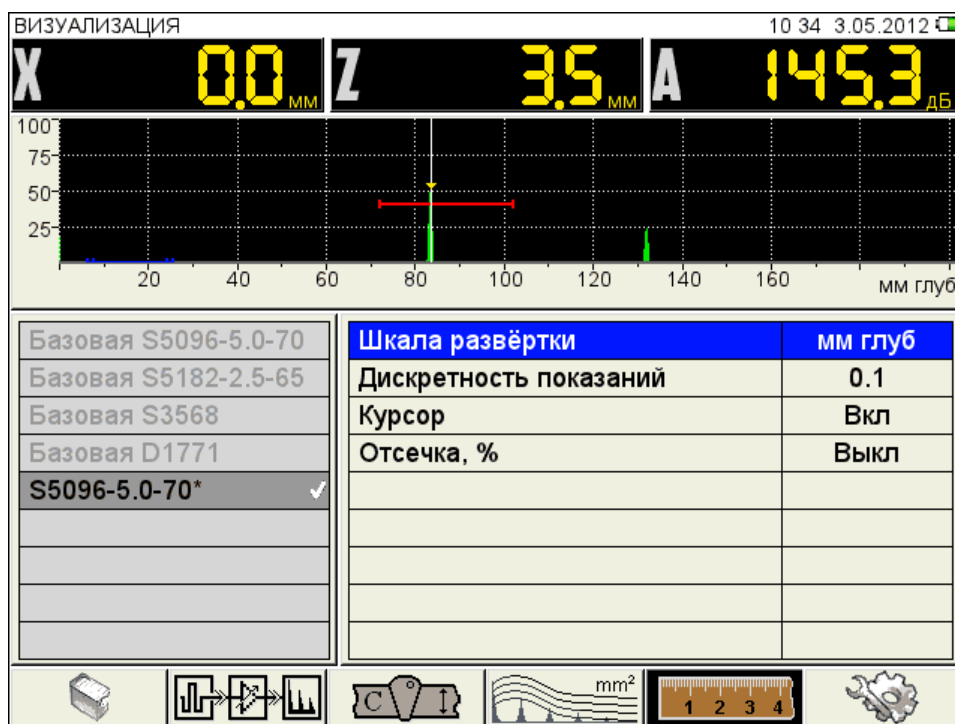 ВИЗУАЛИЗАЦИЯ 10 34 3.05.2012
X 0.0 мм Z 3.5 мм A 145.3 дБ
100
75
50
25
20 40 60 80 100 120 140 160 мм глуб
Базовая S5096-5.0-70
Базовая S5182-2.5-65
Базовая S3568
Базовая D1771
S5096-5.0-70*
Шкала развёртки мм глуб
Дискретность показаний 0.1
Курсор Вкл
Отсечка, % Выкл
C mm² 1 2 3 4